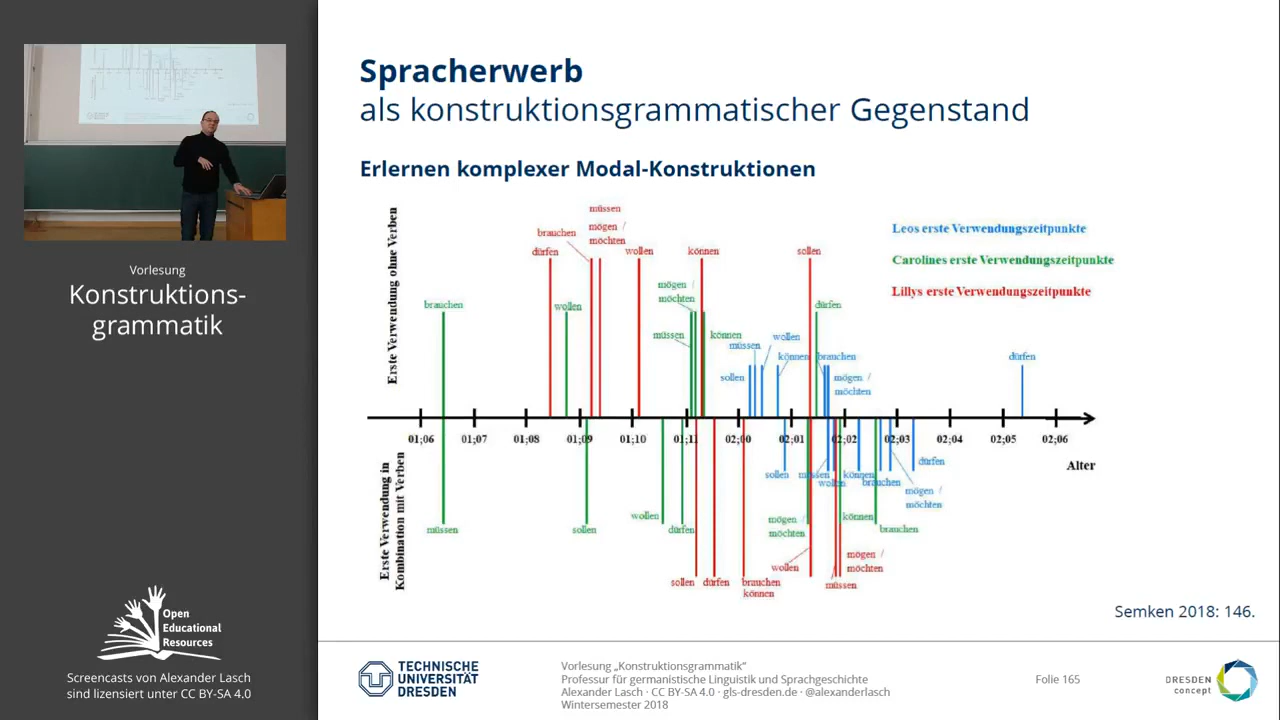 Spracherwerb
als konstruktionsgrammatischer Gegenstand
Erlernen komplexer Modal-Konstruktionen
Vorlesung
Konstruktions-
grammatik
Open
Educational
Resources
Screencasts von Alexander Lasch
sind lizensiert unter CC BY-SA 4.0
Erste Verwendung ohne Verben
Leos erste Verwendungszeitpunkte
Carolines erste Verwendungszeitpunkte
Lillys erste Verwendungszeitpunkte
müssen
brauchen
mögen /
möchten
dürfen
wollen
können
sollen
mögen /
möchten
brauchen
wollen
dürfen
müssen
können
müssen
wollen
können
brauchen
dürfen
sollen
mögen /
möchten
01;06 01;07 01;08 01;09 01;10 01;11 02;00 02;01 02;02 02;03 02;04 02;05 02;06
Alter
Erste Verwendung in
Kombination mit Verben
dürfen
sollen
müssen
können
wollen
brauchen
mögen /
möchten
wollen
mögen /
möchten
können
müssen
sollen
dürfen
brauchen
wollen
mögen /
möchten
sollen
dürfen
brauchen
können
müssen
Semken 2018: 146.
TECHNISCHE
UNIVERSITÄT
DRESDEN
Vorlesung „Konstruktionsgrammatik“
Professur für germanistische Linguistik und Sprachgeschichte
Alexander Lasch · CC BY-SA 4.0 · gls-dresden.de · @alexanderlasch
Wintersemester 2018
Folie 165
DRESDEN
concept